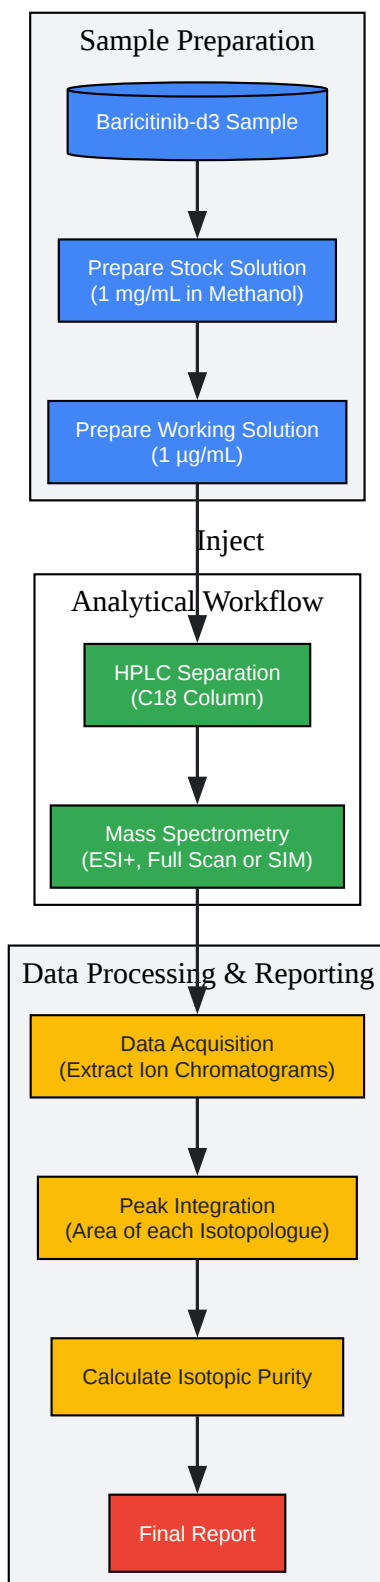 Sample Preparation
Baricitinib-d3 Sample
Prepare Stock Solution
(1 mg/mL in Methanol)
Prepare Working Solution
(1 µg/mL)
Inject
Analytical Workflow
HPLC Separation
(C18 Column)
Mass Spectrometry
(ESI+, Full Scan or SIM)
Data Processing & Reporting
Data Acquisition
(Extract Ion Chromatograms)
Peak Integration
(Area of each Isotopologue)
Calculate Isotopic Purity
Final Report